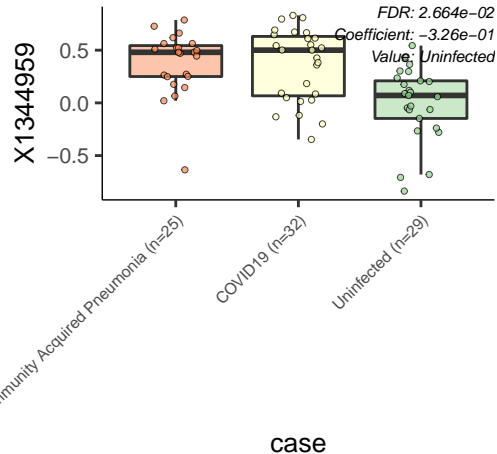 FDR: 2.664e−02
Coefficient: −3.26e−01
Value: Uninfected
X1344959
0.5
0.0
−0.5
Acquired Pneumonia (n=25)
COVID19 (n=32)
Uninfected (n=29)
case